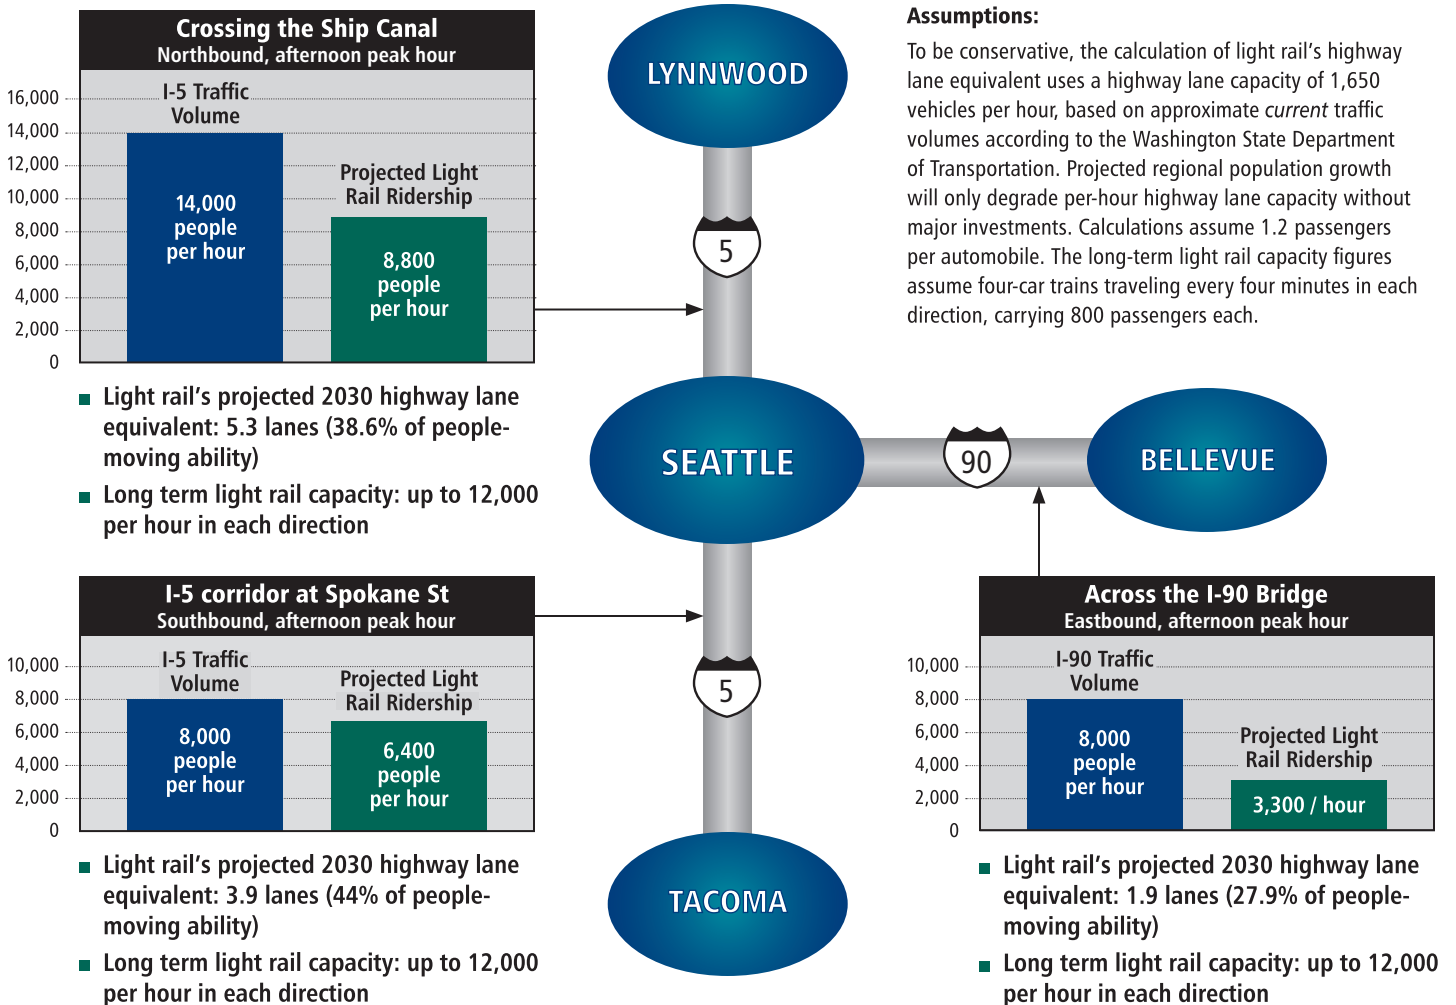 Crossing the Ship Canal
Northbound, afternoon peak hour
16,000
14,000
12,000
10,000
8,000
6,000
4,000
2,000
0
I-5 Traffic
Volume
14,000
people
per hour
Projected Light
Rail Ridership
8,800
people
per hour
Light rail's projected 2030 highway lane
equivalent: 5.3 lanes (38.6% of people-
moving ability)
Long term light rail capacity: up to 12,000
per hour in each direction
LYNNWOOD
5
SEATTLE
90
BELLEVUE
5
TACOMA
Assumptions:
To be conservative, the calculation of light rail's highway
lane equivalent uses a highway lane capacity of 1,650
vehicles per hour, based on approximate current traffic
volumes according to the Washington State Department
of Transportation. Projected regional population growth
will only degrade per-hour highway lane capacity without
major investments. Calculations assume 1.2 passengers
per automobile. The long-term light rail capacity figures
assume four-car trains traveling every four minutes in each
direction, carrying 800 passengers each.
I-5 corridor at Spokane St
Southbound, afternoon peak hour
10,000
8,000
6,000
4,000
2,000
0
I-5 Traffic
Volume
8,000
people
per hour
Projected Light
Rail Ridership
6,400
people
per hour
Light rail's projected 2030 highway lane
equivalent: 3.9 lanes (44% of people-
moving ability)
Long term light rail capacity: up to 12,000
per hour in each direction
Across the I-90 Bridge
Eastbound, afternoon peak hour
10,000
8,000
6,000
4,000
2,000
0
I-90 Traffic
Volume
8,000
people
per hour
Projected Light
Rail Ridership
3,300 / hour
Light rail's projected 2030 highway lane
equivalent: 1.9 lanes (27.9% of people-
moving ability)
Long term light rail capacity: up to 12,000
per hour in each direction